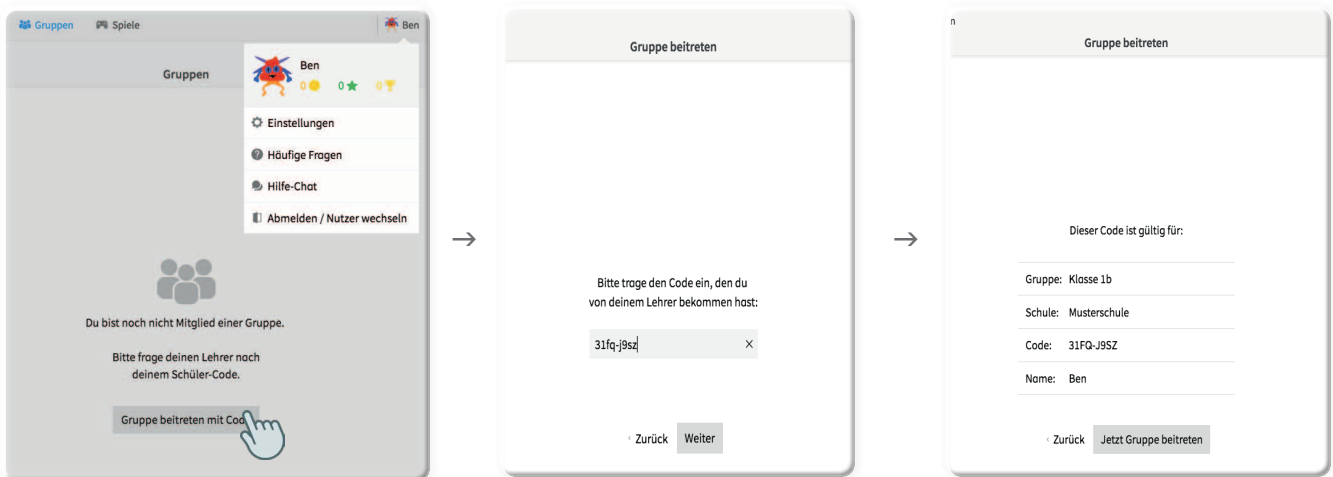 Gruppen Spiele Ben
Gruppen
Ben
0 0 0
Einstellungen
Häufige Fragen
Hilfe-Chat
Abmelden / Nutzer wechseln
Du bist noch nicht Mitglied einer Gruppe.
Bitte frage deinen Lehrer nach
deinem Schüler-Code.
Gruppe beitreten mit Cod
→
Gruppe beitreten
Bitte trage den Code ein, den du
von deinem Lehrer bekommen hast:
31fq-j9sz ×
‹ Zurück Weiter
→
n
Gruppe beitreten
Dieser Code ist gültig für:
Gruppe: Klasse 1b
Schule: Musterschule
Code: 31FQ-J9SZ
Name: Ben
‹ Zurück Jetzt Gruppe beitreten